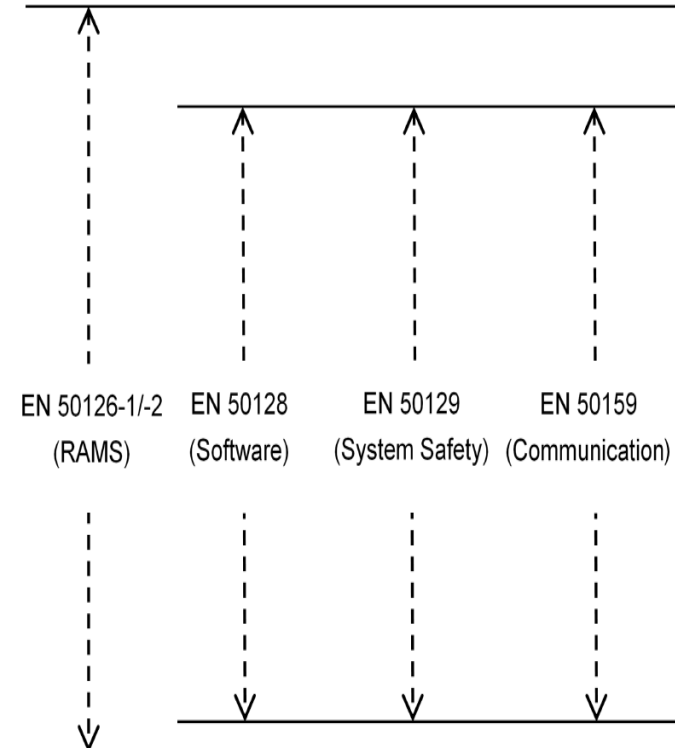 EN 50126-1/-2 EN 50128 EN 50129 EN 50159
(RAMS) (Software) (System Safety) (Communication)